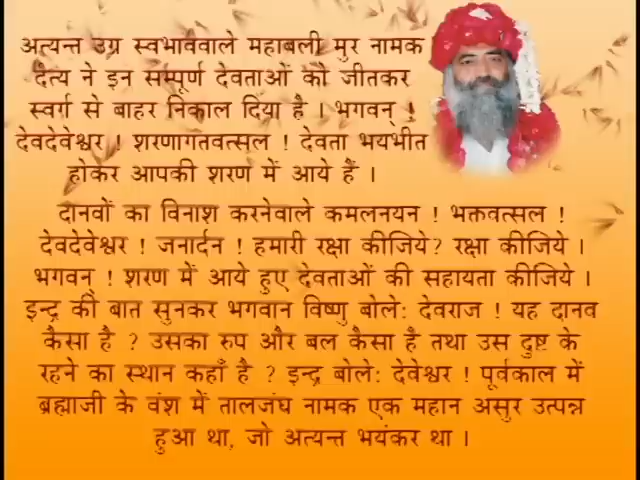 अत्यन्त उग्र स्वभाववाले महाबली मुर नामक
दैत्य ने इन सम्पूर्ण देवताओं को जीतकर
स्वर्ग से बाहर निकाल दिया है । भगवन् !
देवदेवेश्वर ! शरणागतवत्सल ! देवता भयभीत
होकर आपकी शरण में आये हैं ।
दानवों का विनाश करनेवाले कमलनयन ! भक्तवत्सल !
देवदेवेश्वर ! जनार्दन ! हमारी रक्षा कीजिये? रक्षा कीजिये ।
भगवन् ! शरण में आये हुए देवताओं की सहायता कीजिये ।
इन्द्र की बात सुनकर भगवान विष्णु बोले: देवराज ! यह दानव
कैसा है ? उसका रुप और बल कैसा है तथा उस दुष्ट के
रहने का स्थान कहाँ है ? इन्द्र बोले: देवेश्वर ! पूर्वकाल में
ब्रह्माजी के वंश में तालजंघ नामक एक महान असुर उत्पन्न
हुआ था, जो अत्यन्त भयंकर था ।